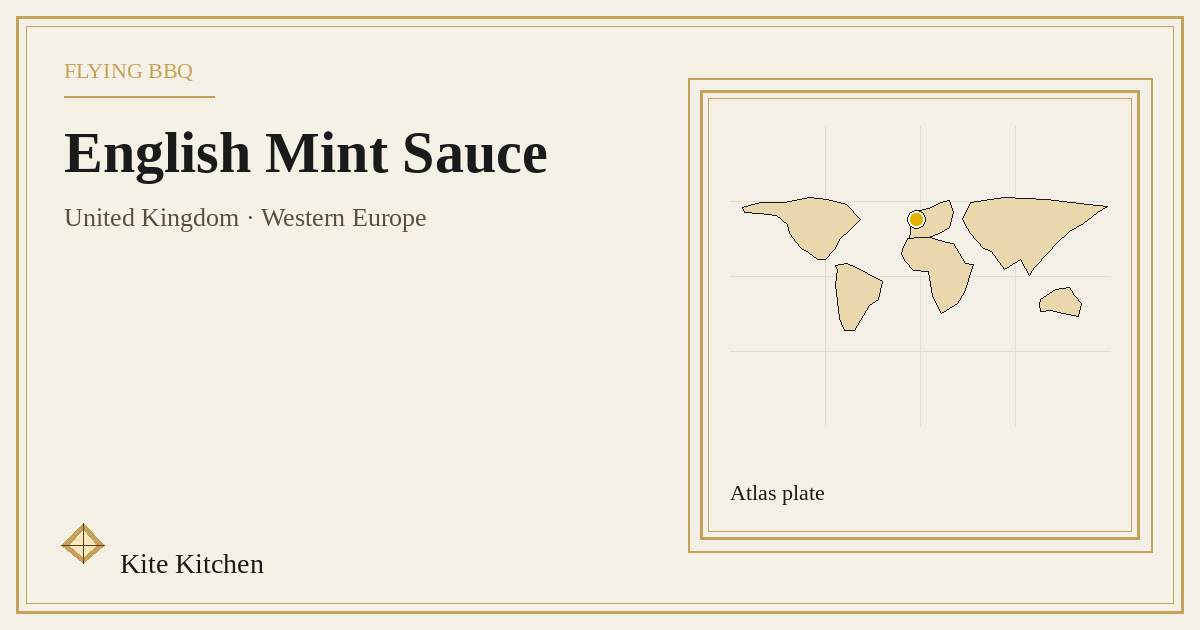 FLYING BBQ
English Mint Sauce
United Kingdom · Western Europe
Atlas plate
Kite Kitchen